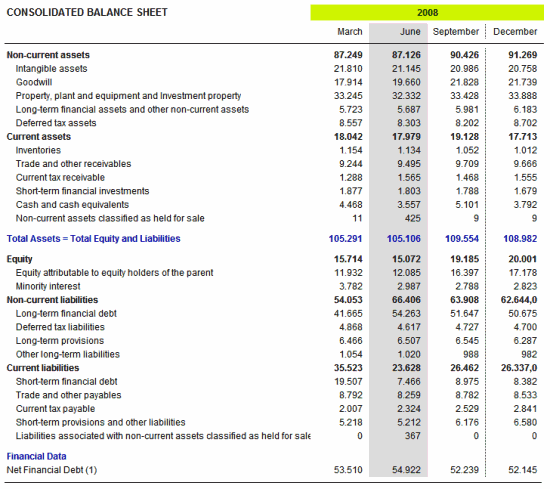 CONSOLIDATED BALANCE SHEET 2008
March June September December
Non-current assets 87.249 87.126 90.426 91.269
Intangible assets 21.810 21.145 20.986 20.758
Goodwill 17.914 19.660 21.828 21.739
Property, plant and equipment and Investment property 33.245 32.332 33.428 33.888
Long-term financial assets and other non-current assets 5.723 5.687 5.981 6.183
Deferred tax assets 8.557 8.303 8.202 8.702
Current assets 18.042 17.979 19.128 17.713
Inventories 1.154 1.134 1.052 1.012
Trade and other receivables 9.244 9.495 9.709 9.666
Current tax receivable 1.288 1.565 1.468 1.555
Short-term financial investments 1.877 1.803 1.788 1.679
Cash and cash equivalents 4.468 3.557 5.101 3.792
Non-current assets classified as held for sale 11 425 9 9
Total Assets = Total Equity and Liabilities 105.291 105.106 109.554 108.982
Equity 15.714 15.072 19.185 20.001
Equity attributable to equity holders of the parent 11.932 12.085 16.397 17.178
Minority interest 3.782 2.987 2.788 2.823
Non-current liabilities 54.053 66.406 63.908 62.644,0
Long-term financial debt 41.665 54.263 51.647 50.675
Deferred tax liabilities 4.868 4.617 4.727 4.700
Long-term provisions 6.466 6.507 6.545 6.287
Other long-term liabilities 1.054 1.020 988 982
Current liabilities 35.523 23.628 26.462 26.337,0
Short-term financial debt 19.507 7.466 8.975 8.382
Trade and other payables 8.792 8.259 8.782 8.533
Current tax payable 2.007 2.324 2.529 2.841
Short-term provisions and other liabilities 5.218 5.212 6.176 6.580
Liabilities associated with non-current assets classified as held for sale 0 367 0 0
Financial Data
Net Financial Debt (1) 53.510 54.922 52.239 52.145